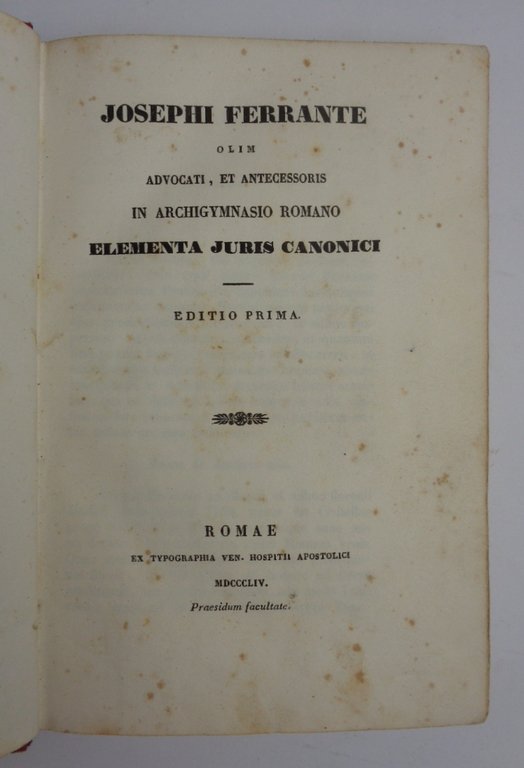 JOSEPHI FERRANTE
OLIM
ADVOCATI, ET ANTECESSORIS
IN ARCHIGYMNASIO ROMANO
ELEMENTA JURIS CANONICI
EDITIO PRIMA.
ROMAE
EX TYPOGRAPHIA VEN. HOSPITII APOSTOLICI
MDCCCLIV.
Praesidum facultate.